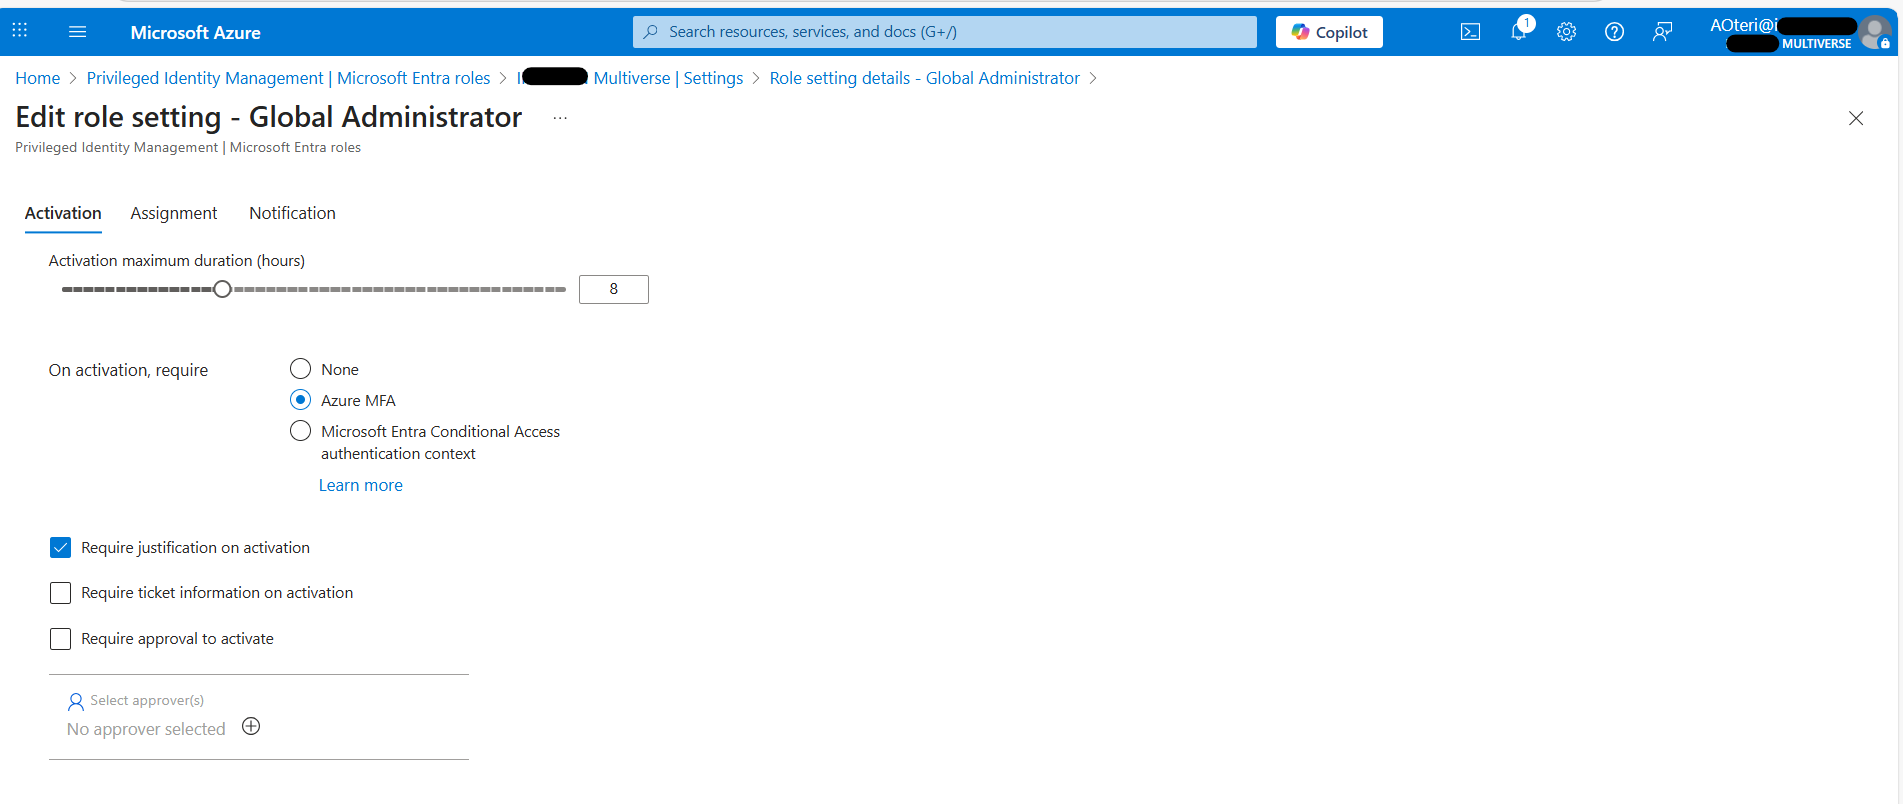 Microsoft Azure
Search resources, services, and docs (G+/)
Copilot
1
AOteri@i
MULTIVERSE
Home > Privileged Identity Management | Microsoft Entra roles > Multiverse | Settings > Role setting details - Global Administrator >
Edit role setting - Global Administrator ...
Privileged Identity Management | Microsoft Entra roles
Activation Assignment Notification
Activation maximum duration (hours)
8
On activation, require
None
Azure MFA
Microsoft Entra Conditional Access
authentication context
Learn more
Require justification on activation
Require ticket information on activation
Require approval to activate
Select approver(s)
No approver selected